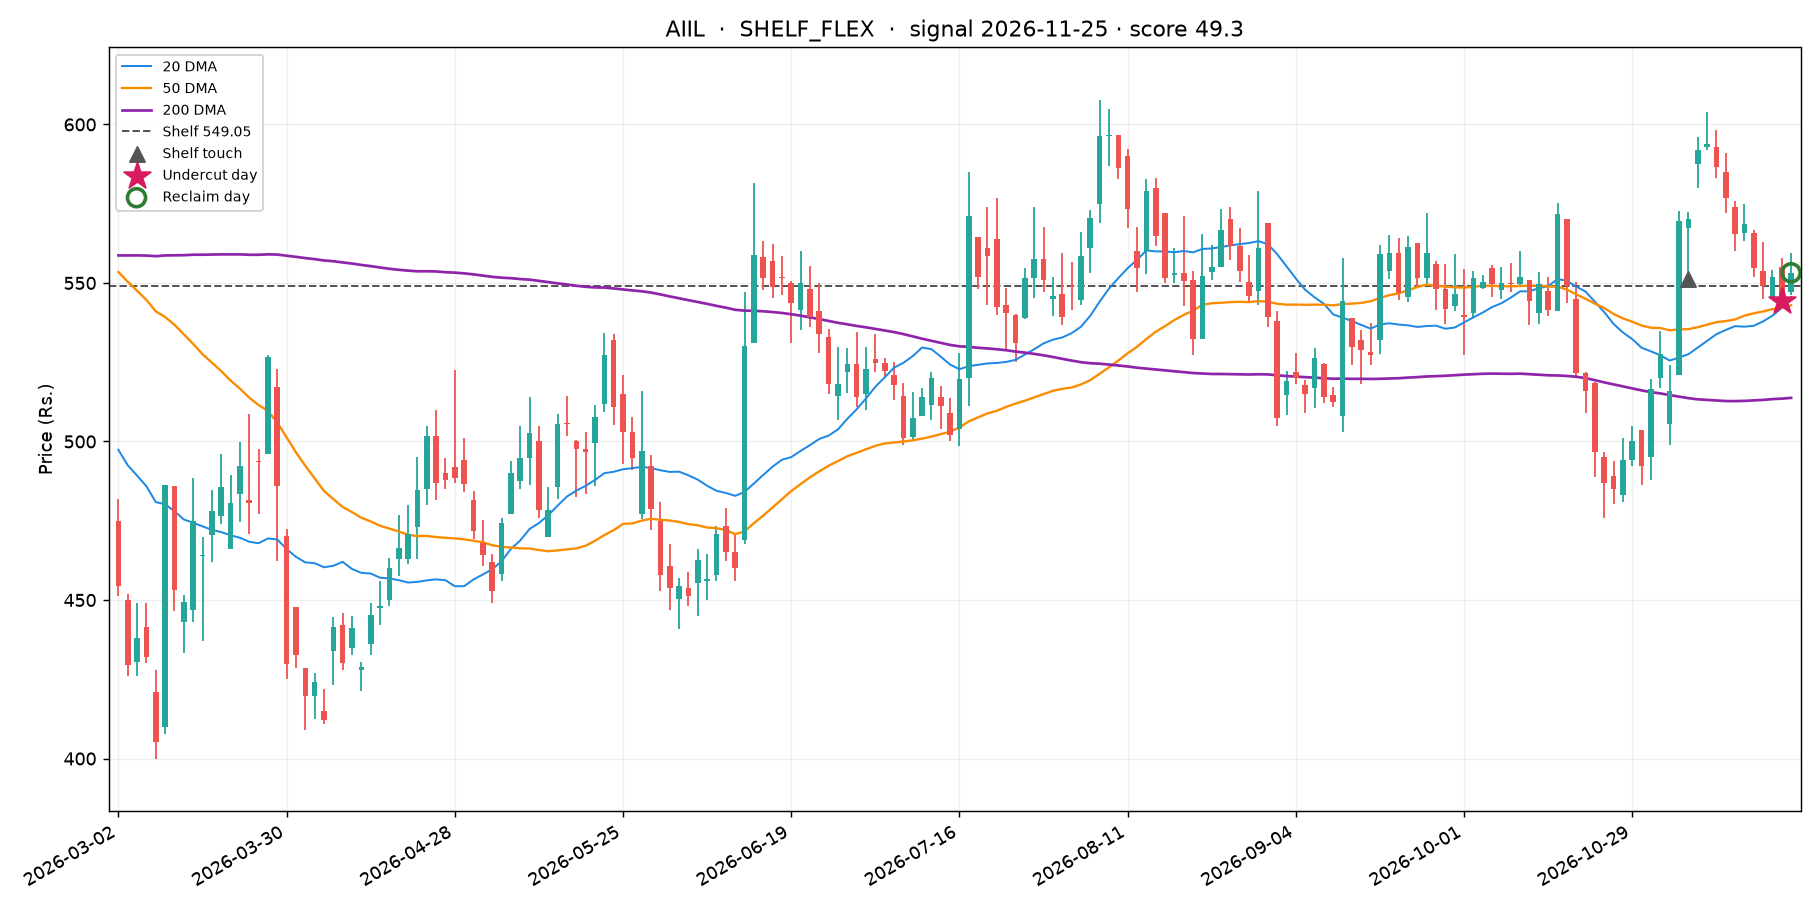 AIIL · SHELF_FLEX · signal 2026-11-25 · score 49.3
20 DMA
50 DMA
200 DMA
Shelf 549.05
Shelf touch
Undercut day
Reclaim day
Price (Rs.)
600
550
500
450
400
2026-03-02
2026-03-30
2026-04-28
2026-05-25
2026-06-19
2026-07-16
2026-08-11
2026-09-04
2026-10-01
2026-10-29